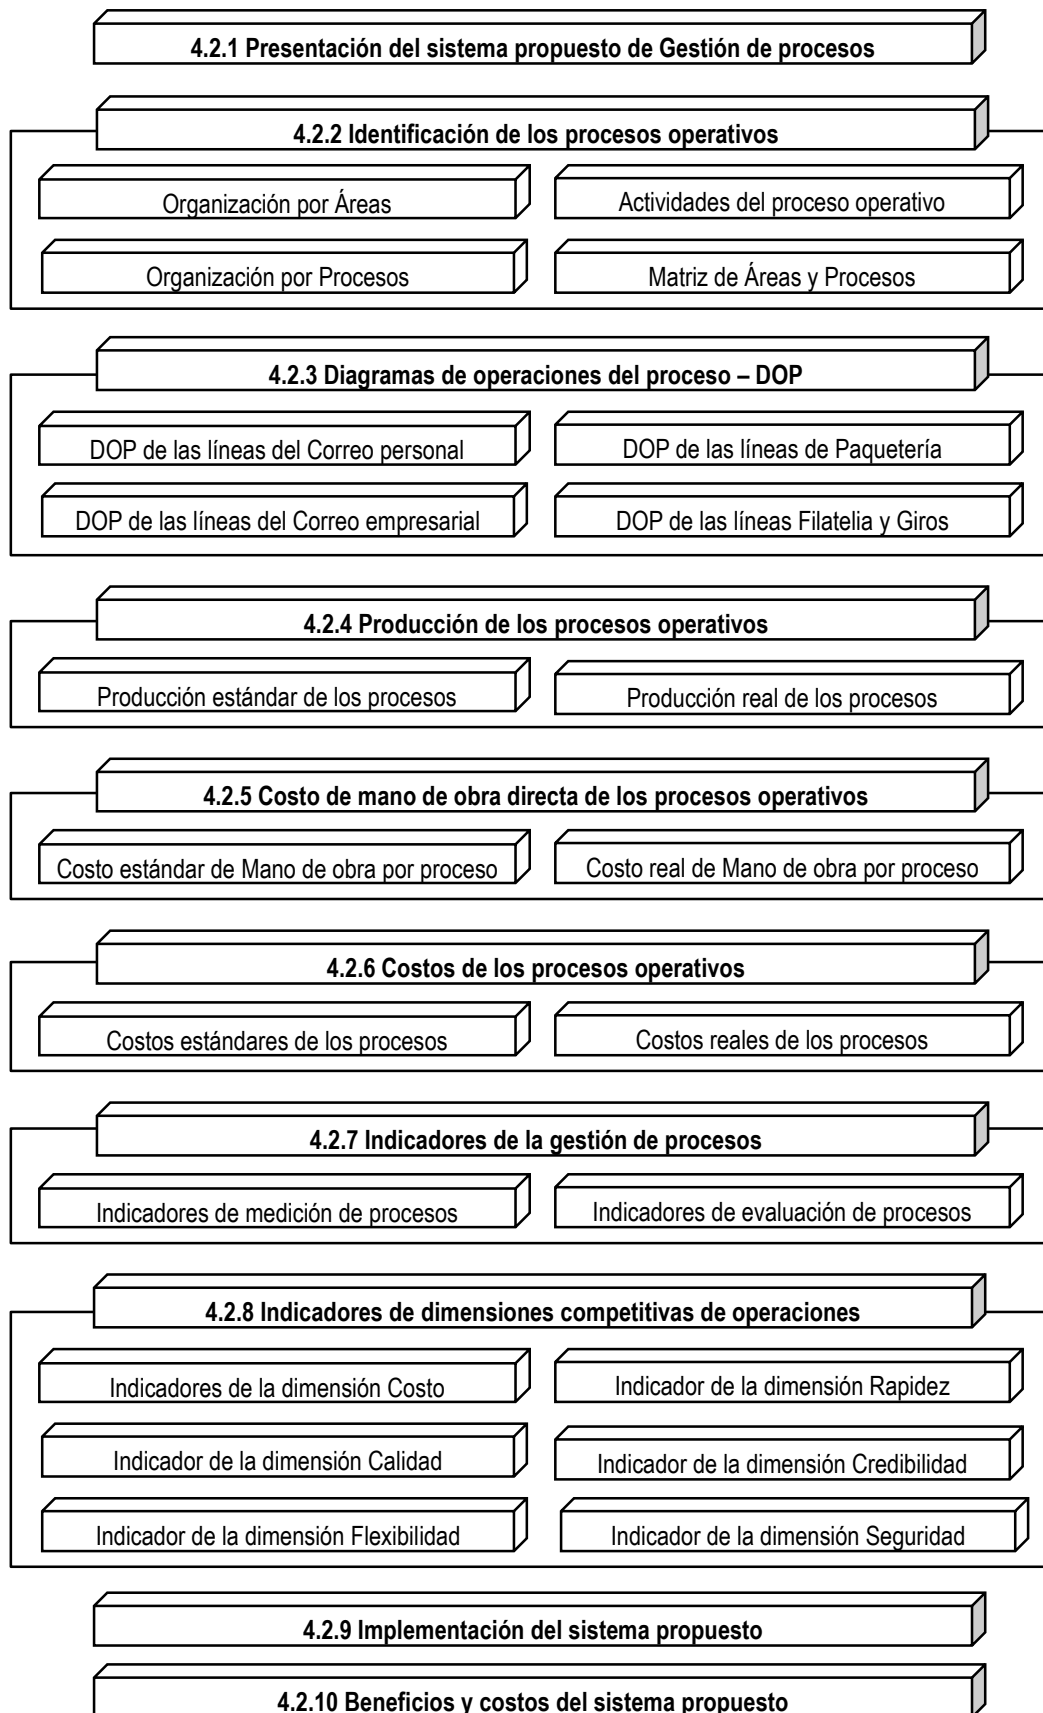 4.2.1 Presentación del sistema propuesto de Gestión de procesos
4.2.2 Identificación de los procesos operativos
Organización por Áreas
Actividades del proceso operativo
Organización por Procesos
Matriz de Áreas y Procesos
4.2.3 Diagramas de operaciones del proceso – DOP
DOP de las líneas del Correo personal
DOP de las líneas de Paquetería
DOP de las líneas del Correo empresarial
DOP de las líneas Filatelia y Giros
4.2.4 Producción de los procesos operativos
Producción estándar de los procesos
Producción real de los procesos
4.2.5 Costo de mano de obra directa de los procesos operativos
Costo estándar de Mano de obra por proceso
Costo real de Mano de obra por proceso
4.2.6 Costos de los procesos operativos
Costos estándares de los procesos
Costos reales de los procesos
4.2.7 Indicadores de la gestión de procesos
Indicadores de medición de procesos
Indicadores de evaluación de procesos
4.2.8 Indicadores de dimensiones competitivas de operaciones
Indicadores de la dimensión Costo
Indicador de la dimensión Rapidez
Indicador de la dimensión Calidad
Indicador de la dimensión Credibilidad
Indicador de la dimensión Flexibilidad
Indicador de la dimensión Seguridad
4.2.9 Implementación del sistema propuesto
4.2.10 Beneficios y costos del sistema propuesto